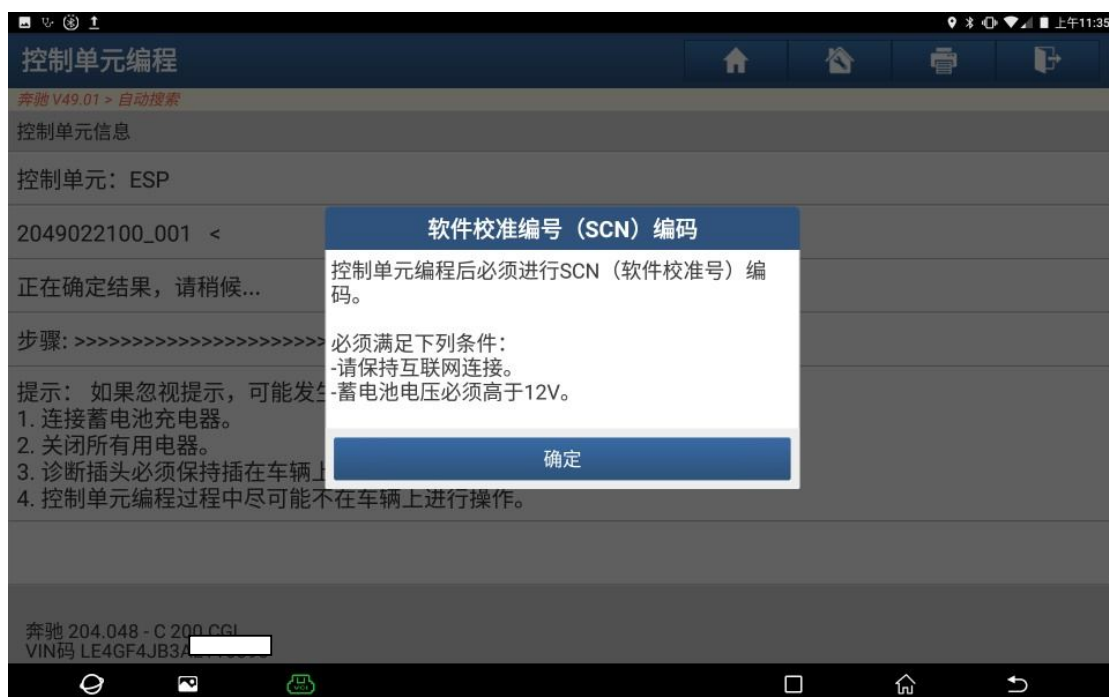 上午11:35
控制单元编程
奔驰 V49.01 > 自动搜索
控制单元信息
控制单元：ESP
2049022100_001 <
正在确定结果，请稍候...
步骤: >>>>>>>>>>>>>>>>>>>>>>
提示： 如果忽视提示，可能发生
1. 连接蓄电池充电器。
2. 关闭所有用电器。
3. 诊断插头必须保持插在车辆上
4. 控制单元编程过程中尽可能不在车辆上进行操作。
软件校准编号（SCN）编码
控制单元编程后必须进行SCN（软件校准号）编
码。
必须满足下列条件：
-请保持互联网连接。
-蓄电池电压必须高于12V。
确定
奔驰 204.048 - C 200 CGI
VIN码 LE4GF4JB3A
VCI